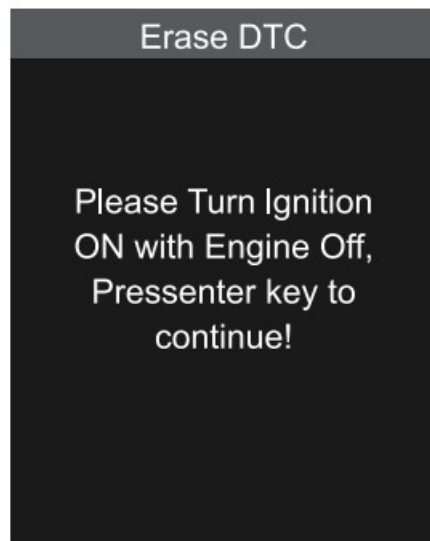 Erase DTC
Please Turn Ignition
ON with Engine Off,
Pressenter key to
continue!